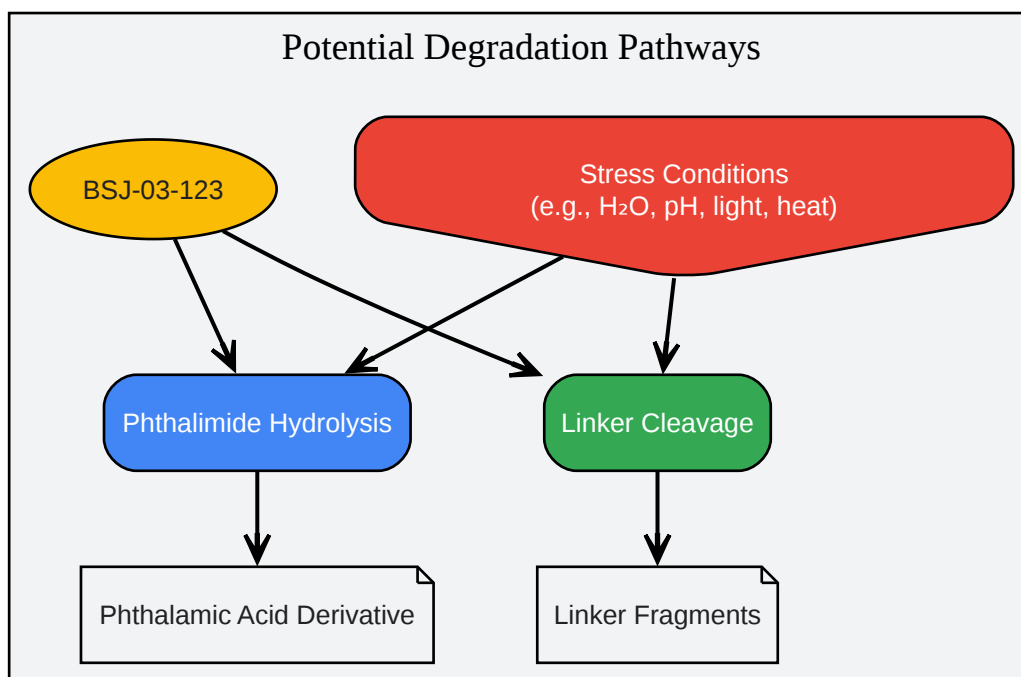 Potential Degradation Pathways
BSJ-03-123
Stress Conditions
(e.g., H₂O, pH, light, heat)
Phthalimide Hydrolysis
Linker Cleavage
Phthalamic Acid Derivative
Linker Fragments